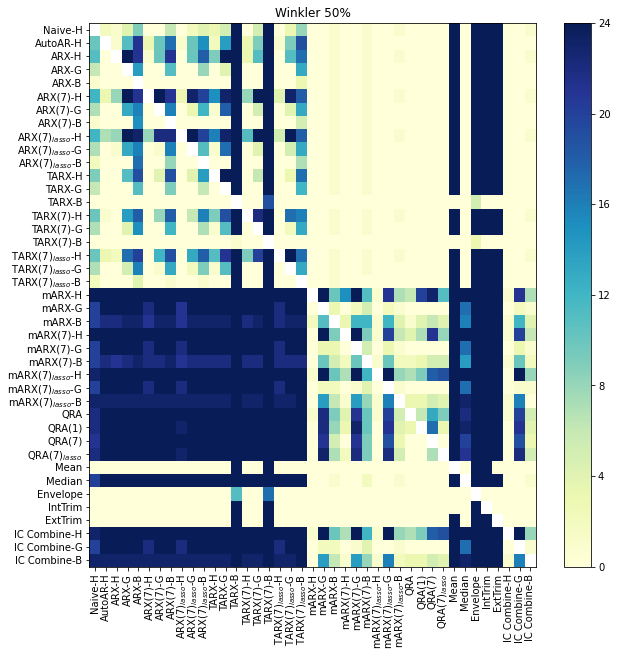 Winkler 50%
Naive-H
AutoAR-H
ARX-H
ARX-G
ARX-B
ARX(7)-H
ARX(7)-G
ARX(7)-B
ARX(7)lasso-H
ARX(7)lasso-G
ARX(7)lasso-B
TARX-H
TARX-G
TARX-B
TARX(7)-H
TARX(7)-G
TARX(7)-B
TARX(7)lasso-H
TARX(7)lasso-G
TARX(7)lasso-B
mARX-H
mARX-G
mARX-B
mARX(7)-H
mARX(7)-G
mARX(7)-B
mARX(7)lasso-H
mARX(7)lasso-G
mARX(7)lasso-B
QRA
QRA(1)
QRA(7)
QRA(7)lasso
Mean
Median
Envelope
IntTrim
ExtTrim
IC Combine-H
IC Combine-G
IC Combine-B
Naive-H
AutoAR-H
ARX-H
ARX-G
ARX-B
ARX(7)-H
ARX(7)-G
ARX(7)-B
ARX(7)lasso-H
ARX(7)lasso-G
ARX(7)lasso-B
TARX-H
TARX-G
TARX-B
TARX(7)-H
TARX(7)-G
TARX(7)-B
TARX(7)lasso-H
TARX(7)lasso-G
TARX(7)lasso-B
mARX-H
mARX-G
mARX-B
mARX(7)-H
mARX(7)-G
mARX(7)-B
mARX(7)lasso-H
mARX(7)lasso-G
mARX(7)lasso-B
QRA
QRA(1)
QRA(7)
QRA(7)lasso
Mean
Median
Envelope
IntTrim
ExtTrim
IC Combine-H
IC Combine-G
IC Combine-B
24
20
16
12
8
4
0